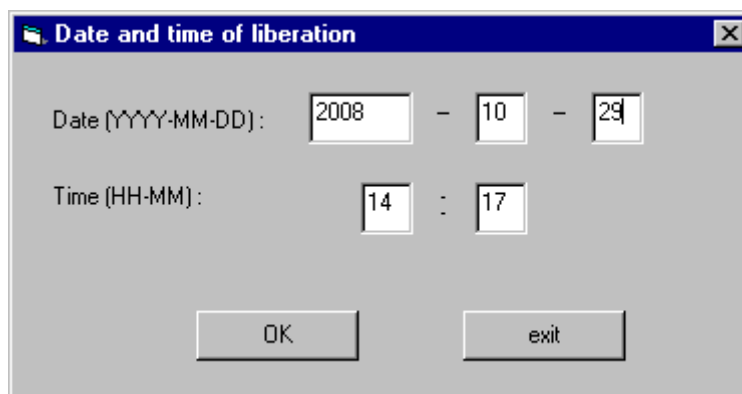 Date and time of liberation
Date (YYYY-MM-DD) : 2008 - 10 - 29
Time (HH-MM) : 14 : 17
OK exit